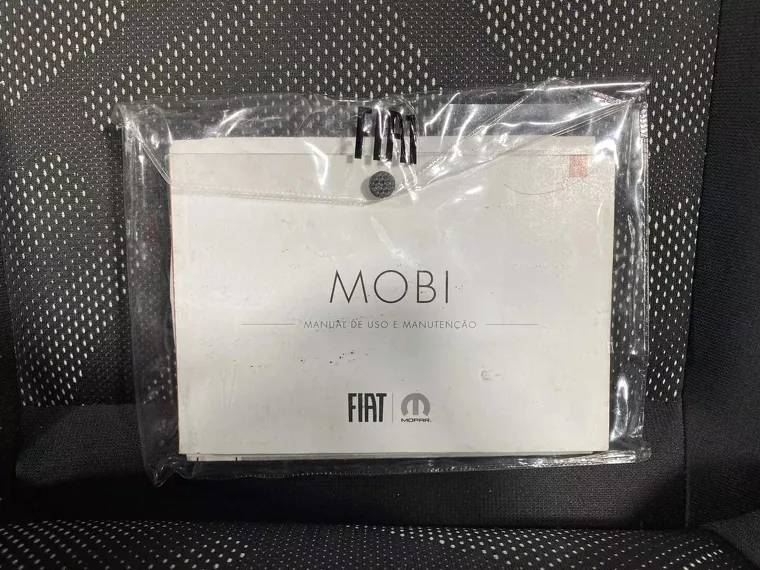 FIAT
MOBI
MANUAL DE USO E MANUTENÇÃO
FIAT
MOPAR.